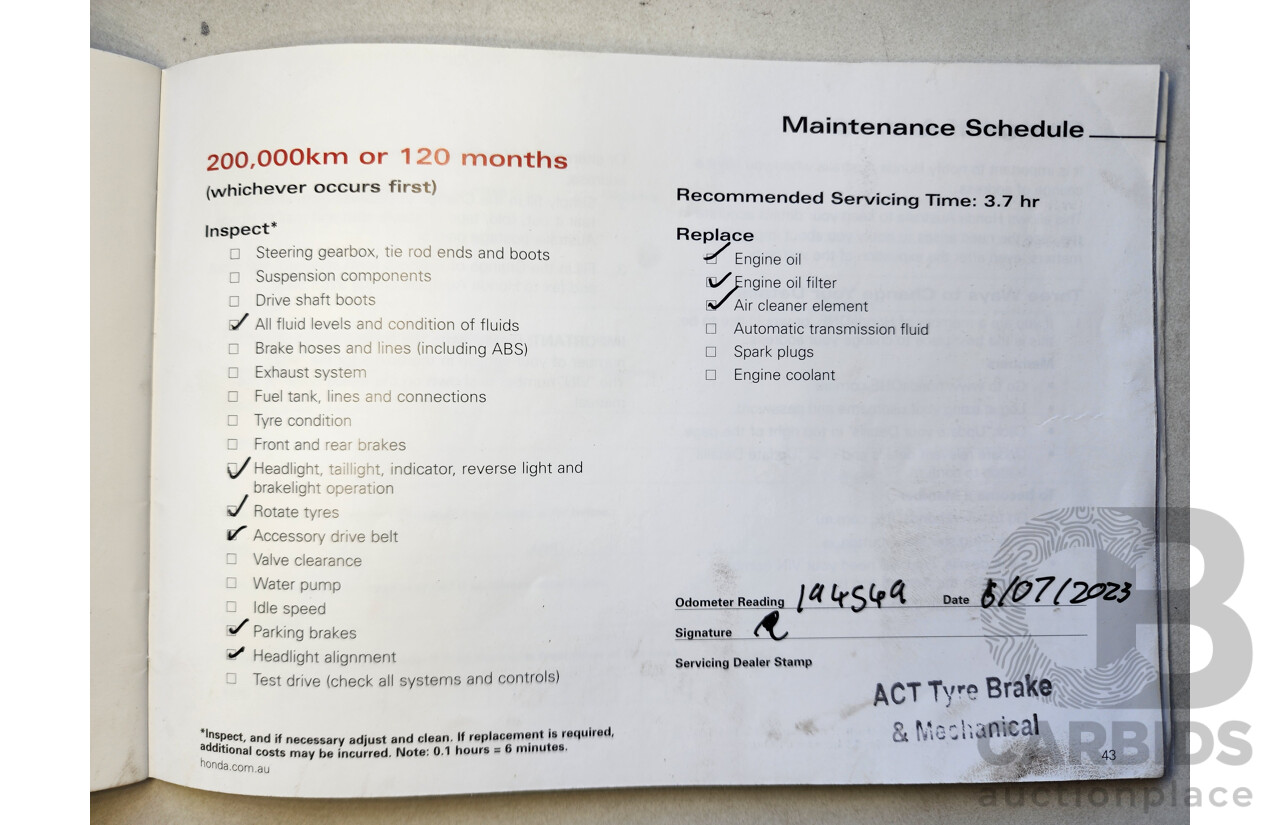 Maintenance Schedule
200,000km or 120 months
(whichever occurs first)
Inspect*
Steering gearbox, tie rod ends and boots
Suspension components
Drive shaft boots
All fluid levels and condition of fluids
Brake hoses and lines (including ABS)
Exhaust system
Fuel tank, lines and connections
Tyre condition
Front and rear brakes
Headlight, taillight, indicator, reverse light and
brakelight operation
Rotate tyres
Accessory drive belt
Valve clearance
Water pump
Idle speed
Parking brakes
Headlight alignment
Test drive (check all systems and controls)
*Inspect, and if necessary adjust and clean. If replacement is required,
additional costs may be incurred. Note: 0.1 hours = 6 minutes.
honda.com.au
Recommended Servicing Time: 3.7 hr
Replace
Engine oil
Engine oil filter
Air cleaner element
Automatic transmission fluid
Spark plugs
Engine coolant
Odometer Reading 194549 Date 6/07/2023
Signature
Servicing Dealer Stamp
ACT Tyre Brake
& Mechanical
43
CARBIDS
auctionplace